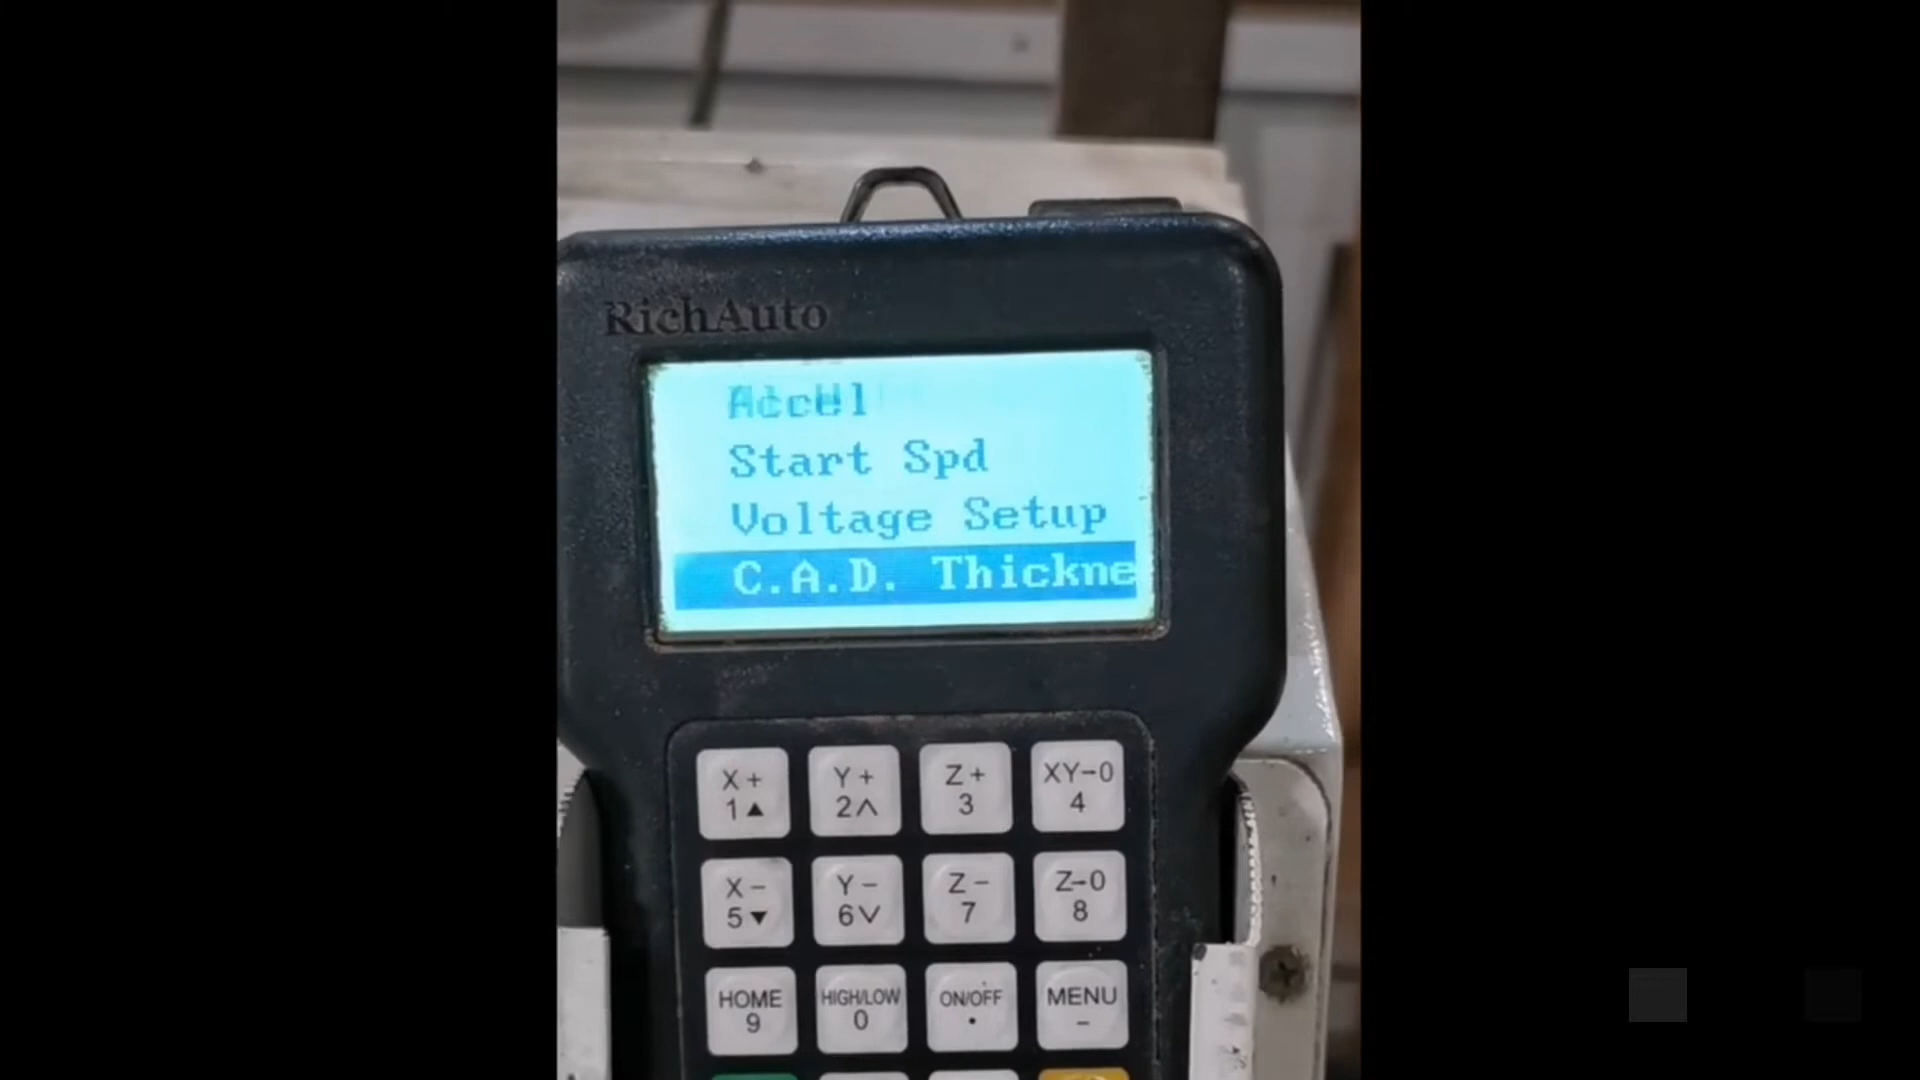 RichAuto
Accel
Start Spd
Voltage Setup
C.A.D. Thickne
X+ Y+ Z+ XY-0
1▲ 2∧ 3 4
X- Y- Z- Z-0
5▼ 6∨ 7 8
HOME HIGH/LOW ON/OFF MENU
9 0 • -